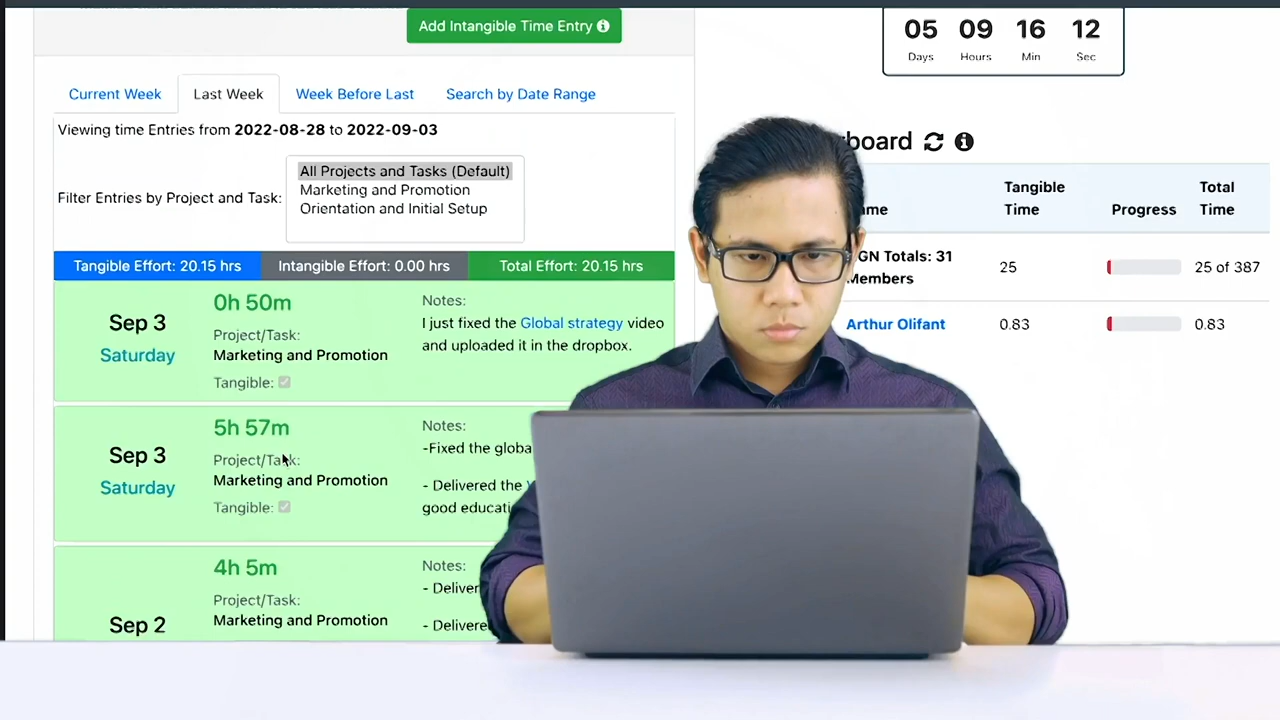 Add Intangible Time Entry
05 09 16 12
Days Hours Min Sec
Current Week Last Week Week Before Last Search by Date Range
Viewing time Entries from 2022-08-28 to 2022-09-03
Filter Entries by Project and Task:
All Projects and Tasks (Default)
Marketing and Promotion
Orientation and Initial Setup
Tangible Effort: 20.15 hrs Intangible Effort: 0.00 hrs Total Effort: 20.15 hrs
Sep 3
Saturday
0h 50m
Project/Task:
Marketing and Promotion
Tangible:
Notes:
I just fixed the Global strategy video
and uploaded it in the dropbox.
Sep 3
Saturday
5h 57m
Project/Task:
Marketing and Promotion
Tangible:
Notes:
-Fixed the globa
- Delivered the
good educati
Sep 2
4h 5m
Project/Task:
Marketing and Promotion
Notes:
- Deliver
- Delivere
board
ame
Tangible
Time
Progress
Total
Time
GN Totals: 31
Members
25
25 of 387
Arthur Olifant
0.83
0.83